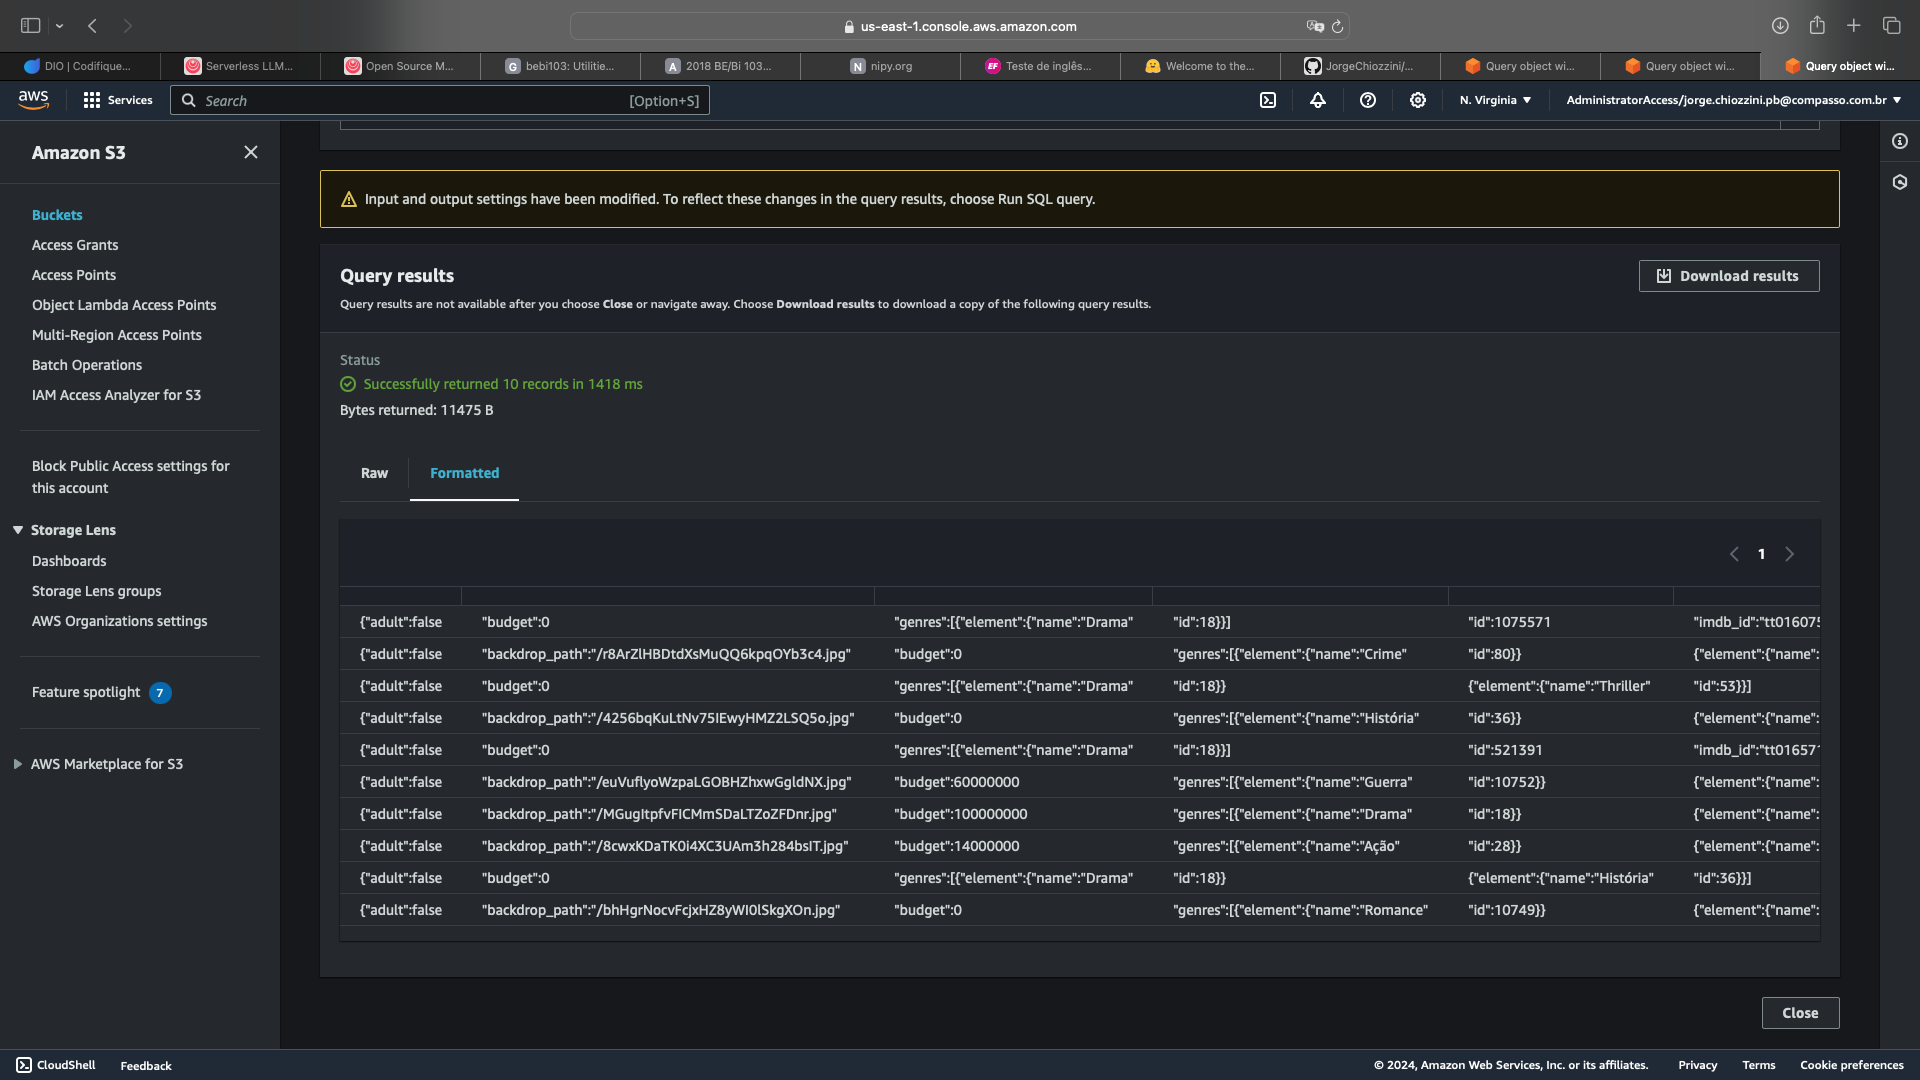 us-east-1.console.aws.amazon.com
DIO | Codifique...
Serverless LLM...
Open Source M...
G bebi103: Utilitie...
A 2018 BE/Bi 103...
N nipy.org
EF Teste de inglês...
Welcome to the...
JorgeChiozzini/...
Query object wi...
Query object wi...
Query object wi...
aws
Services
Search
[Option+S]
N. Virginia
AdministratorAccess/jorge.chiozzini.pb@compasso.com.br
Amazon S3
Buckets
Access Grants
Access Points
Object Lambda Access Points
Multi-Region Access Points
Batch Operations
IAM Access Analyzer for S3
Block Public Access settings for
this account
Storage Lens
Dashboards
Storage Lens groups
AWS Organizations settings
Feature spotlight 7
AWS Marketplace for S3
Input and output settings have been modified. To reflect these changes in the query results, choose Run SQL query.
Query results
Download results
Query results are not available after you choose Close or navigate away. Choose Download results to download a copy of the following query results.
Status
Successfully returned 10 records in 1418 ms
Bytes returned: 11475 B
Raw
Formatted
1
{"adult":false "budget":0 "genres":[{"element":{"name":"Drama" "id":18}}] "id":1075571 "imdb_id":"tt016075
{"adult":false "backdrop_path":"/r8ArZlHBDtdXsMuQQ6kpqOYb3c4.jpg" "budget":0 "genres":[{"element":{"name":"Crime" "id":80}} {"element":{"name":
{"adult":false "budget":0 "genres":[{"element":{"name":"Drama" "id":18}} {"element":{"name":"Thriller" "id":53}}]
{"adult":false "backdrop_path":"/4256bqKuLtNv75IEwyHMZ2LSQ5o.jpg" "budget":0 "genres":[{"element":{"name":"História" "id":36}} {"element":{"name":
{"adult":false "budget":0 "genres":[{"element":{"name":"Drama" "id":18}}] "id":521391 "imdb_id":"tt016571
{"adult":false "backdrop_path":"/euVuflyoWzpaLGOBHZhxwGgldNX.jpg" "budget":60000000 "genres":[{"element":{"name":"Guerra" "id":10752}} {"element":{"name":
{"adult":false "backdrop_path":"/MGugItpfvFICMmSDaLTZoZFDnr.jpg" "budget":100000000 "genres":[{"element":{"name":"Drama" "id":18}} {"element":{"name":
{"adult":false "backdrop_path":"/8cwxKDaTK0i4XC3UAm3h284bsIT.jpg" "budget":14000000 "genres":[{"element":{"name":"Ação" "id":28}} {"element":{"name":
{"adult":false "budget":0 "genres":[{"element":{"name":"Drama" "id":18}} {"element":{"name":"História" "id":36}}]
{"adult":false "backdrop_path":"/bhHgrNocvFcjxHZ8yWI0lSkgXOn.jpg" "budget":0 "genres":[{"element":{"name":"Romance" "id":10749}} {"element":{"name":
Close
CloudShell
Feedback
© 2024, Amazon Web Services, Inc. or its affiliates.
Privacy
Terms
Cookie preferences